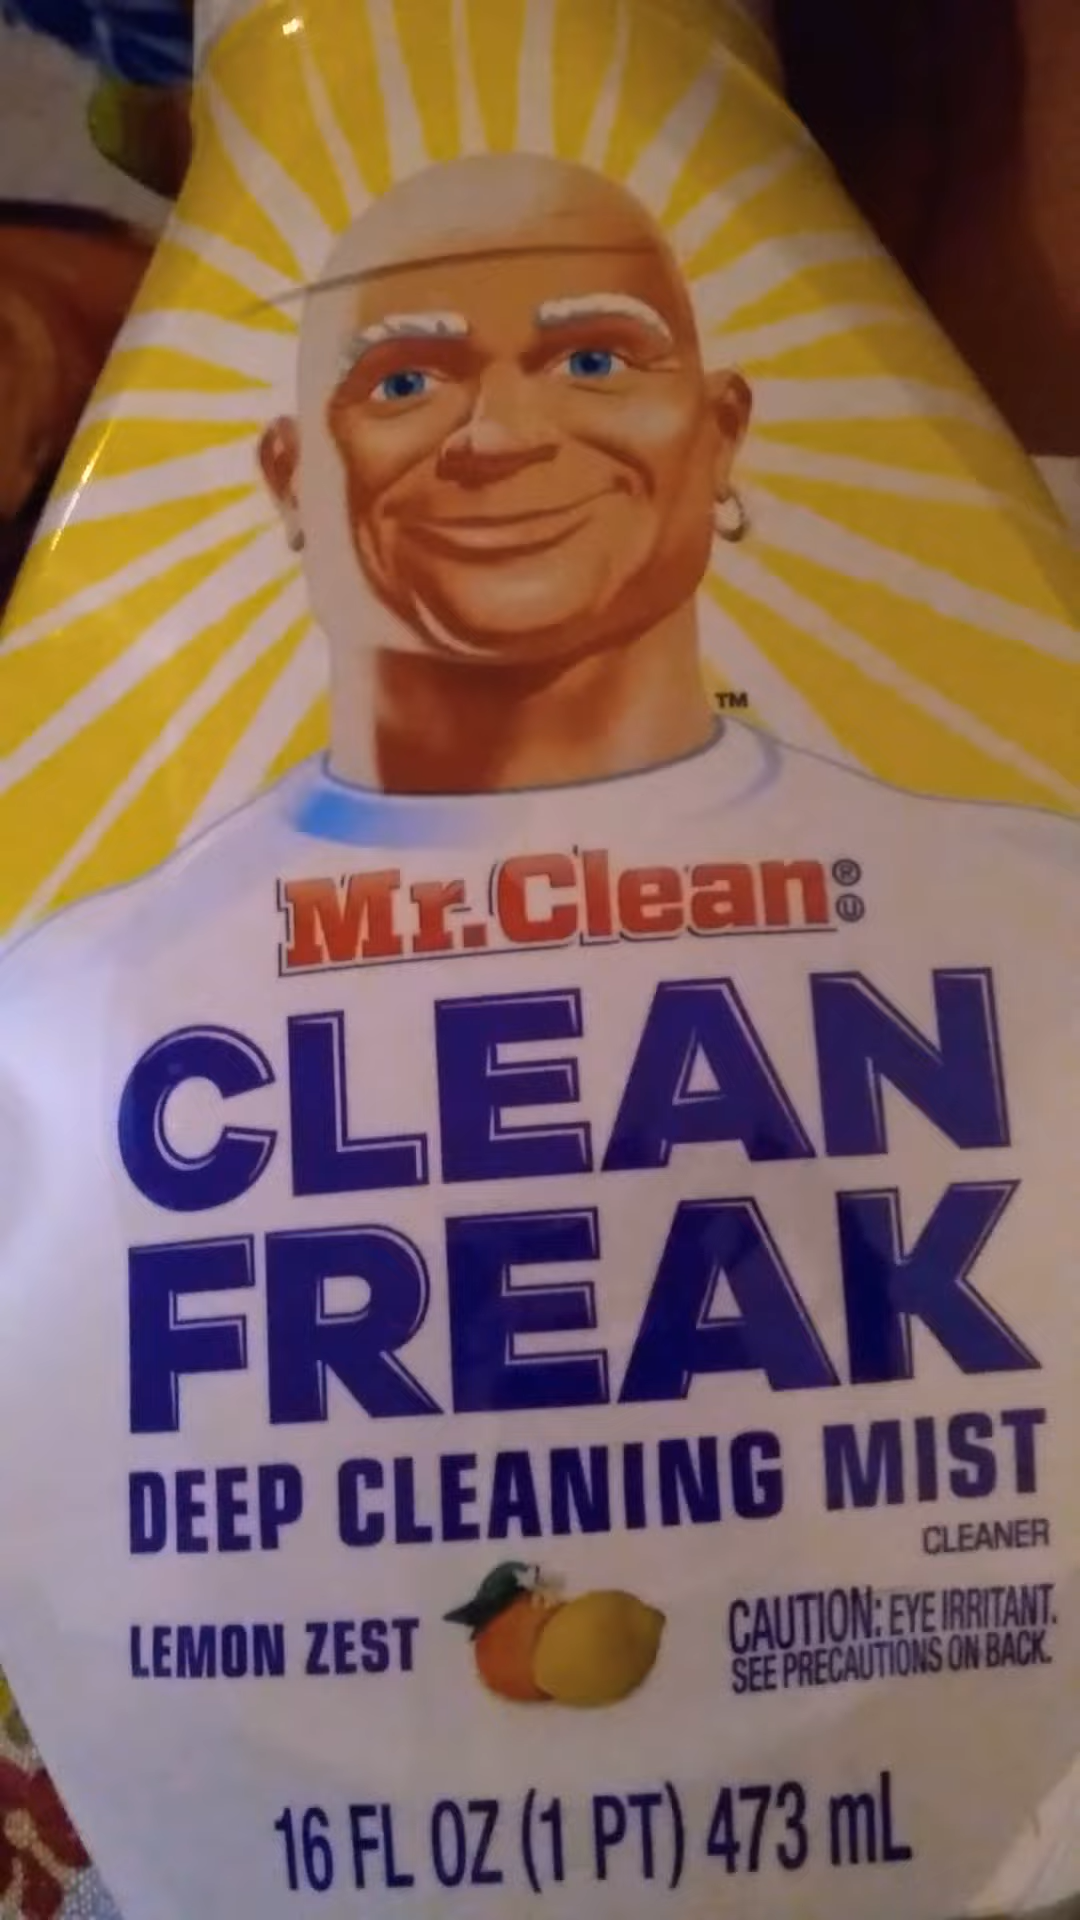 TM
Mr. Clean®
CLEAN
FREAK
DEEP CLEANING MIST
CLEANER
LEMON ZEST
CAUTION: EYE IRRITANT.
SEE PRECAUTIONS ON BACK.
16 FL OZ (1 PT) 473 mL